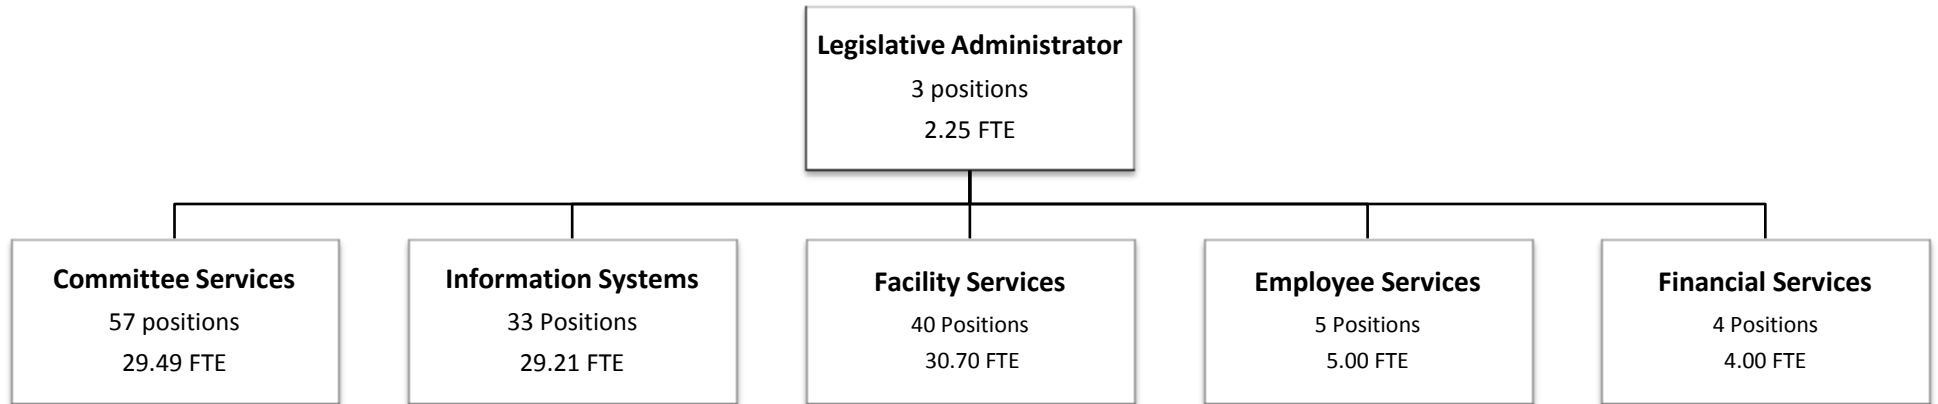 Legislative Administrator
3 positions
2.25 FTE
Committee Services
57 positions
29.49 FTE
Information Systems
33 Positions
29.21 FTE
Facility Services
40 Positions
30.70 FTE
Employee Services
5 Positions
5.00 FTE
Financial Services
4 Positions
4.00 FTE